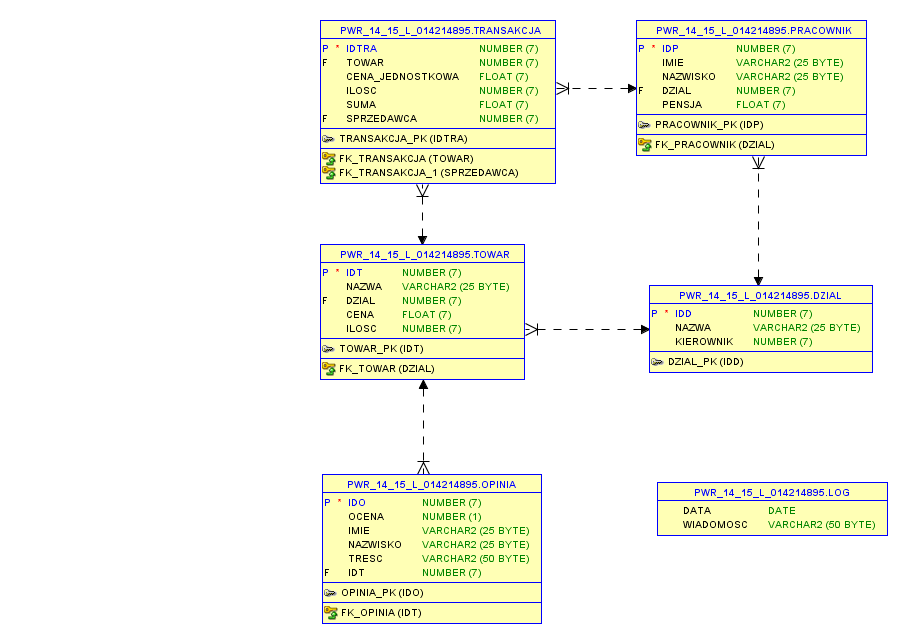 PWR_14_15_L_014214895.TRANSAKCJA
P * IDTRA NUMBER (7)
F TOWAR NUMBER (7)
CENA_JEDNOSTKOWA FLOAT (7)
ILOSC NUMBER (7)
SUMA FLOAT (7)
F SPRZEDAWCA NUMBER (7)
TRANSAKCJA_PK (IDTRA)
FK_TRANSAKCJA (TOWAR)
FK_TRANSAKCJA_1 (SPRZEDAWCA)
PWR_14_15_L_014214895.PRACOWNIK
P * IDP NUMBER (7)
IMIE VARCHAR2 (25 BYTE)
NAZWISKO VARCHAR2 (25 BYTE)
F DZIAL NUMBER (7)
PENSJA FLOAT (7)
PRACOWNIK_PK (IDP)
FK_PRACOWNIK (DZIAL)
PWR_14_15_L_014214895.TOWAR
P * IDT NUMBER (7)
NAZWA VARCHAR2 (25 BYTE)
F DZIAL NUMBER (7)
CENA FLOAT (7)
ILOSC NUMBER (7)
TOWAR_PK (IDT)
FK_TOWAR (DZIAL)
PWR_14_15_L_014214895.DZIAL
P * IDD NUMBER (7)
NAZWA VARCHAR2 (25 BYTE)
KIEROWNIK NUMBER (7)
DZIAL_PK (IDD)
PWR_14_15_L_014214895.OPINIA
P * IDO NUMBER (7)
OCENA NUMBER (1)
IMIE VARCHAR2 (25 BYTE)
NAZWISKO VARCHAR2 (25 BYTE)
TRESC VARCHAR2 (50 BYTE)
F IDT NUMBER (7)
OPINIA_PK (IDO)
FK_OPINIA (IDT)
PWR_14_15_L_014214895.LOG
DATA DATE
WIADOMOSC VARCHAR2 (50 BYTE)